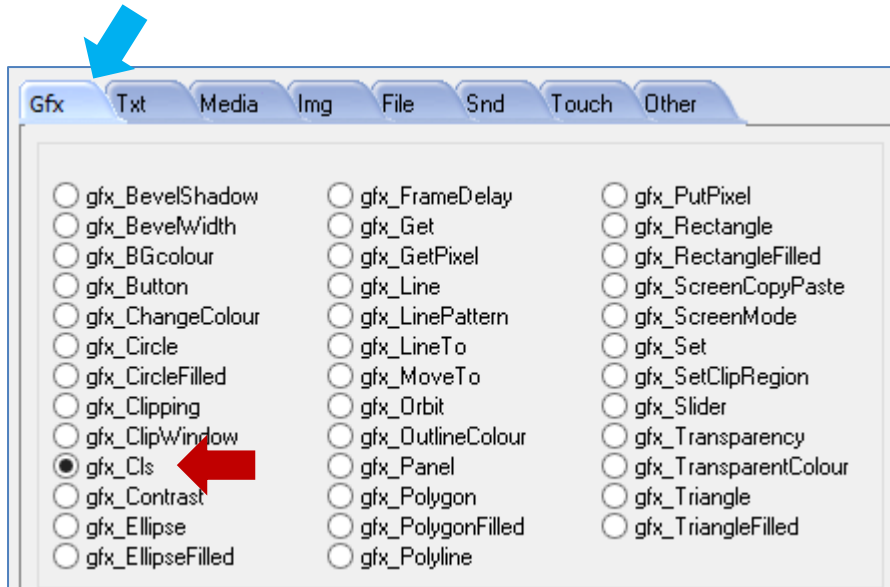 Gfx Txt Media Img File Snd Touch Other
gfx_BevelShadow
gfx_BevelWidth
gfx_BGcolour
gfx_Button
gfx_ChangeColour
gfx_Circle
gfx_CircleFilled
gfx_Clipping
gfx_ClipWindow
gfx_Cls
gfx_Contrast
gfx_Ellipse
gfx_EllipseFilled
gfx_FrameDelay
gfx_Get
gfx_GetPixel
gfx_Line
gfx_LinePattern
gfx_LineTo
gfx_MoveTo
gfx_Orbit
gfx_OutlineColour
gfx_Panel
gfx_Polygon
gfx_PolygonFilled
gfx_Polyline
gfx_PutPixel
gfx_Rectangle
gfx_RectangleFilled
gfx_ScreenCopyPaste
gfx_ScreenMode
gfx_Set
gfx_SetClipRegion
gfx_Slider
gfx_Transparency
gfx_TransparentColour
gfx_Triangle
gfx_TriangleFilled